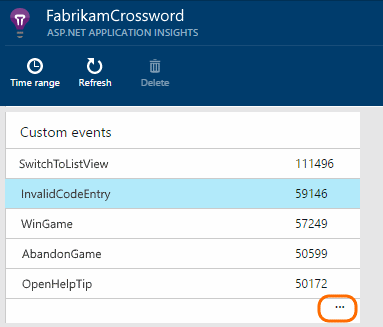 FabrikamCrossword
ASP.NET APPLICATION INSIGHTS
Time range Refresh Delete
Custom events
SwitchToListView 111496
InvalidCodeEntry 59146
WinGame 57249
AbandonGame 50599
OpenHelpTip 50172
...